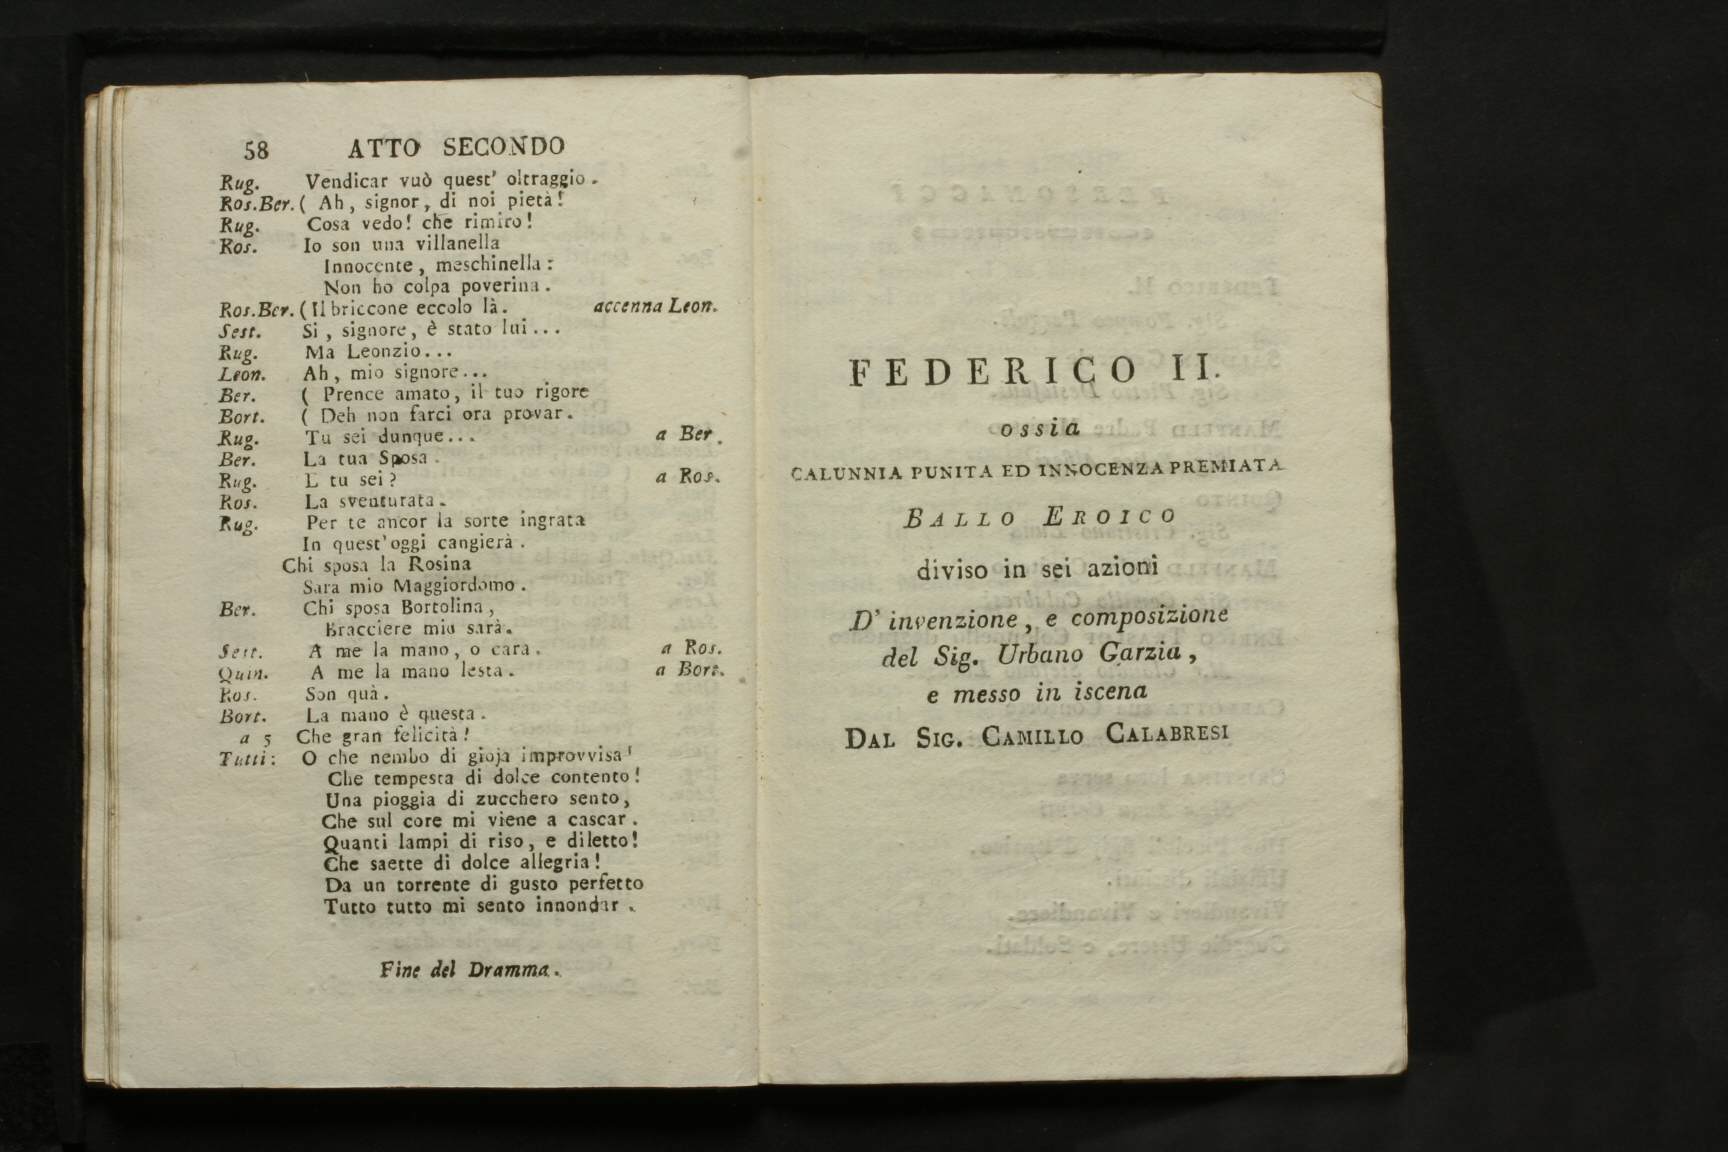 58 ATTO SECONDO
Rug. Vendicar vuò quest' oltraggio.
Ros.Ber. ( Ah, signor, di noi pietà!
Rug. Cosa vedo! che rimiro!
Ros. Io son una villanella
Innocente, meschinella:
Non ho colpa poverina.
Ros.Ber. ( Il briccone eccolo là. accenna Leon.
Sest. Si, signore, è stato lui...
Rug. Ma Leonzio...
Leon. Ah, mio signore...
Ber. ( Prence amato, il tuo rigore
Bort. ( Deh non farci ora provar.
Rug. Tu sei dunque... a Ber.
Ber. La tua Sposa.
Rug. E tu sei? a Ros.
Ros. La sventurata.
Rug. Per te ancor la sorte ingrata
In quest'oggi cangierà.
Chi sposa la Rosina
Sara mio Maggiordomo.
Ber. Chi sposa Bortolina,
Bracciere mio sarà.
Sest. A me la mano, o cara. a Ros.
Quin. A me la mano lesta. a Bort.
Ros. Son quà.
Bort. La mano è questa.
a 5 Che gran felicità!
Tutti: O che nembo di gioja improvvisa!
Che tempesta di dolce contento!
Una pioggia di zucchero sento,
Che sul core mi viene a cascar.
Quanti lampi di riso, e diletto!
Che saette di dolce allegria!
Da un torrente di gusto perfetto
Tutto tutto mi sento innondar.
Fine del Dramma.
FEDERICO II.
ossia
CALUNNIA PUNITA ED INNOCENZA PREMIATA
BALLO EROICO
diviso in sei azioni
D' invenzione, e composizione
del Sig. Urbano Garzia,
e messo in iscena
DAL SIG. CAMILLO CALABRESI